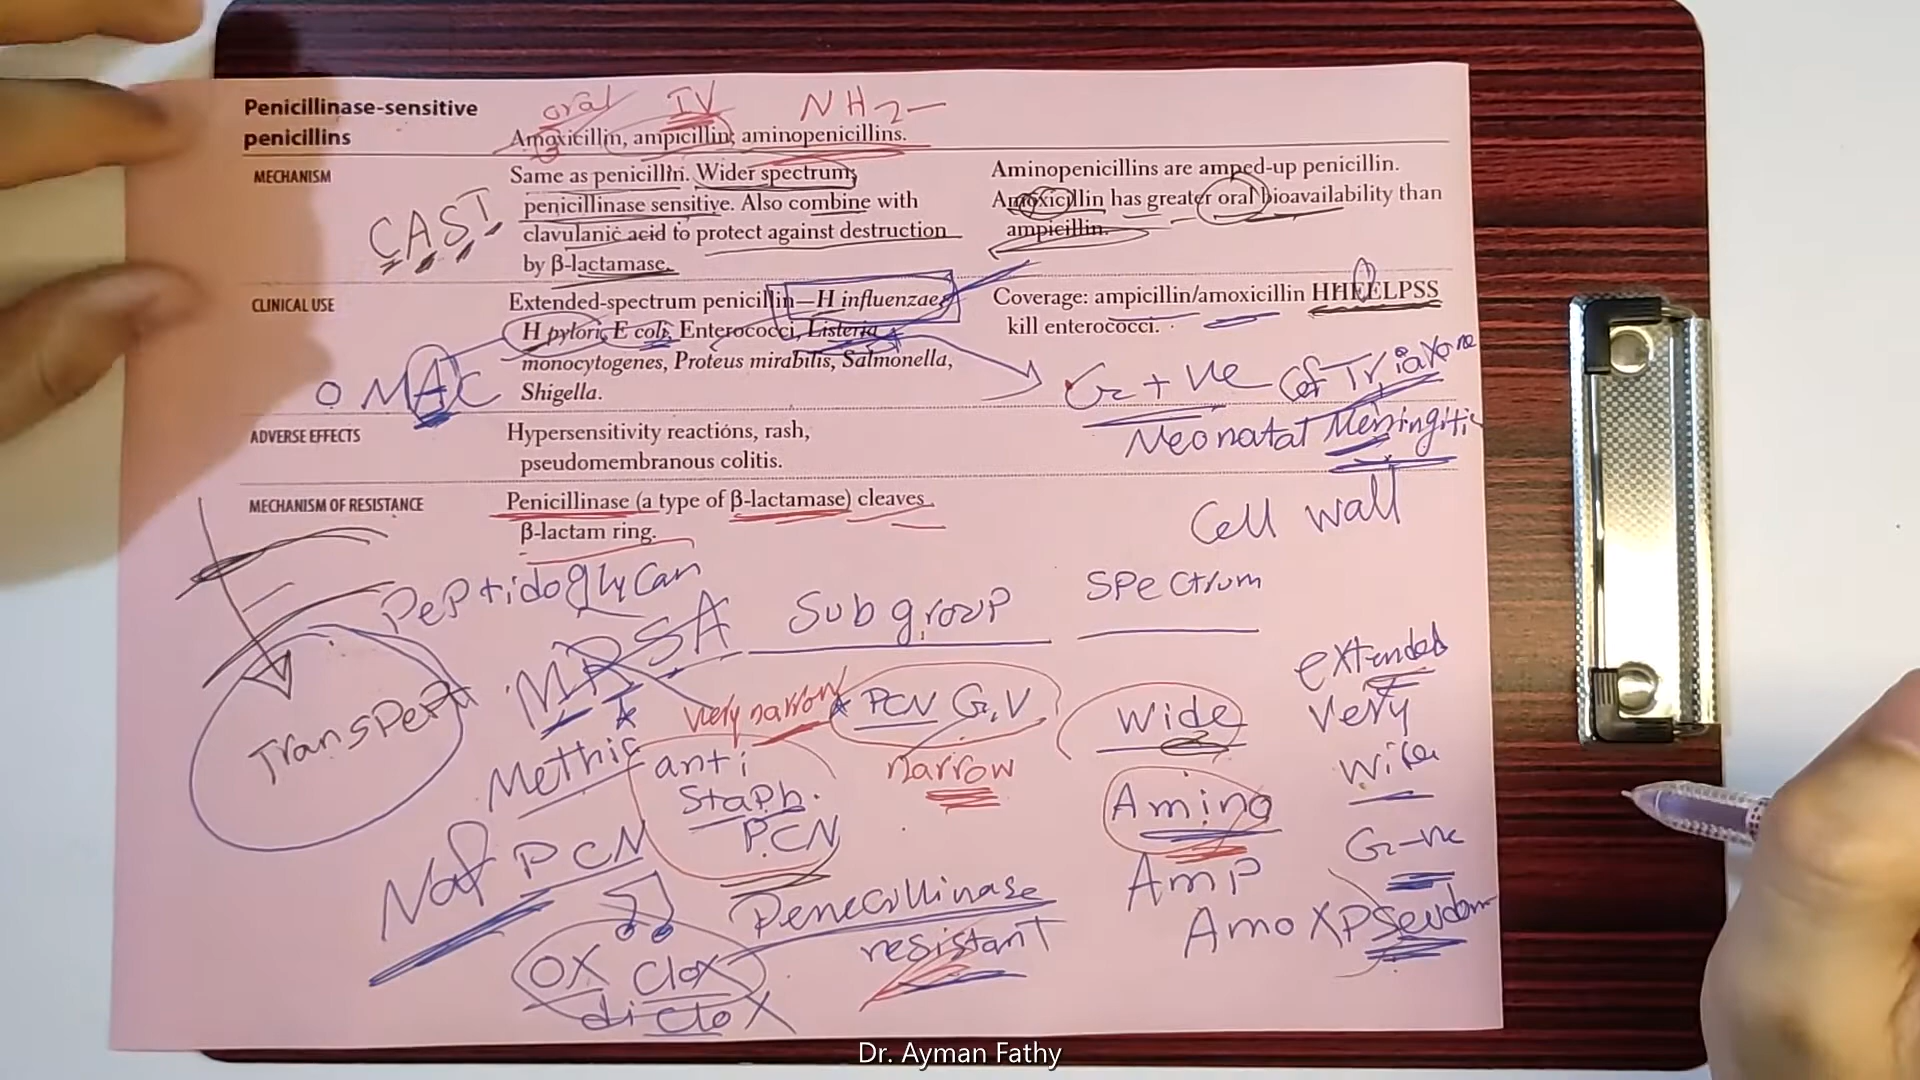 oral IV NH2-
Penicillinase-sensitive
penicillins
Amoxicillin, ampicillin; aminopenicillins.
MECHANISM
Same as penicillin. Wider spectrum;
penicillinase sensitive. Also combine with
clavulanic acid to protect against destruction
by β-lactamase.
Aminopenicillins are amped-up penicillin.
Amoxicillin has greater oral bioavailability than
ampicillin.
CAST
CLINICAL USE
Extended-spectrum penicillin—H influenzae,
H pylori, E coli, Enterococci, Listeria
monocytogenes, Proteus mirabilis, Salmonella,
Shigella.
Coverage: ampicillin/amoxicillin HHEELPSS
kill enterococci.
OMAC
G+ve Ceftriaxone
Neonatal Meningitis
ADVERSE EFFECTS
Hypersensitivity reactions, rash,
pseudomembranous colitis.
MECHANISM OF RESISTANCE
Penicillinase (a type of β-lactamase) cleaves
β-lactam ring.
Cell wall
Peptidoglycan
Transpept
MRSA
Methic
Subgroup
Spectrum
very narrow
PCN G,V
narrow
anti
staph.
PCN
Wide
Amino
Amp
Amox
extended
very
wide
G-ve
Pseudom
Naf PCN
Penecillinase
resistant
OX Clox
diclox
Dr. Ayman Fathy